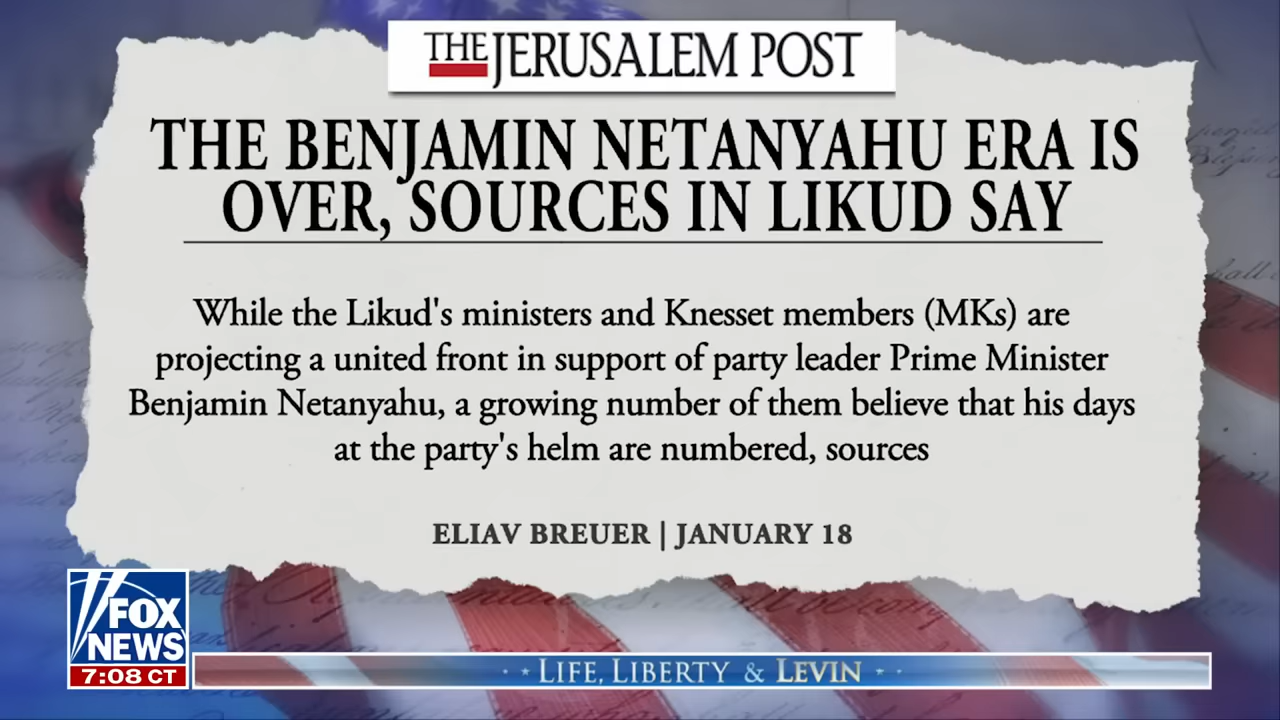 THE JERUSALEM POST
THE BENJAMIN NETANYAHU ERA IS
OVER, SOURCES IN LIKUD SAY
While the Likud's ministers and Knesset members (MKs) are
projecting a united front in support of party leader Prime Minister
Benjamin Netanyahu, a growing number of them believe that his days
at the party's helm are numbered, sources
ELIAV BREUER | JANUARY 18
FOX
NEWS
7:08 CT
LIFE, LIBERTY & LEVIN